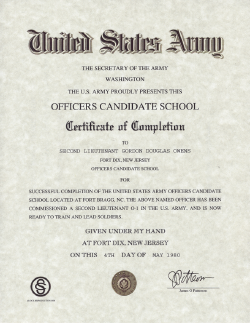 United States Army
THE SECRETARY OF THE ARMY
WASHINGTON
THE U.S. ARMY PROUDLY PRESENTS THIS
OFFICERS CANDIDATE SCHOOL
Certificate of Completion
TO
SECOND LIEUTENANT GORDON DOUGLAS OWENS
FORT DIX, NEW JERSEY
OFFICERS CANDIDATE SCHOOL
FOR
SUCCESSFUL COMPLETION OF THE UNITED STATES ARMY OFFICERS CANDIDATE
SCHOOL LOCATED AT FORT BRAGG, NC. THE ABOVE NAMED OFFICER HAS BEEN
COMMISSIONED A SECOND LIEUTENANT O-1 IN THE U.S. ARMY, AND IS NOW
READY TO TRAIN AND LEAD SOLDIERS.
GIVEN UNDER MY HAND
AT FORT DIX, NEW JERSEY
ON THIS 4TH DAY OF MAY 1980